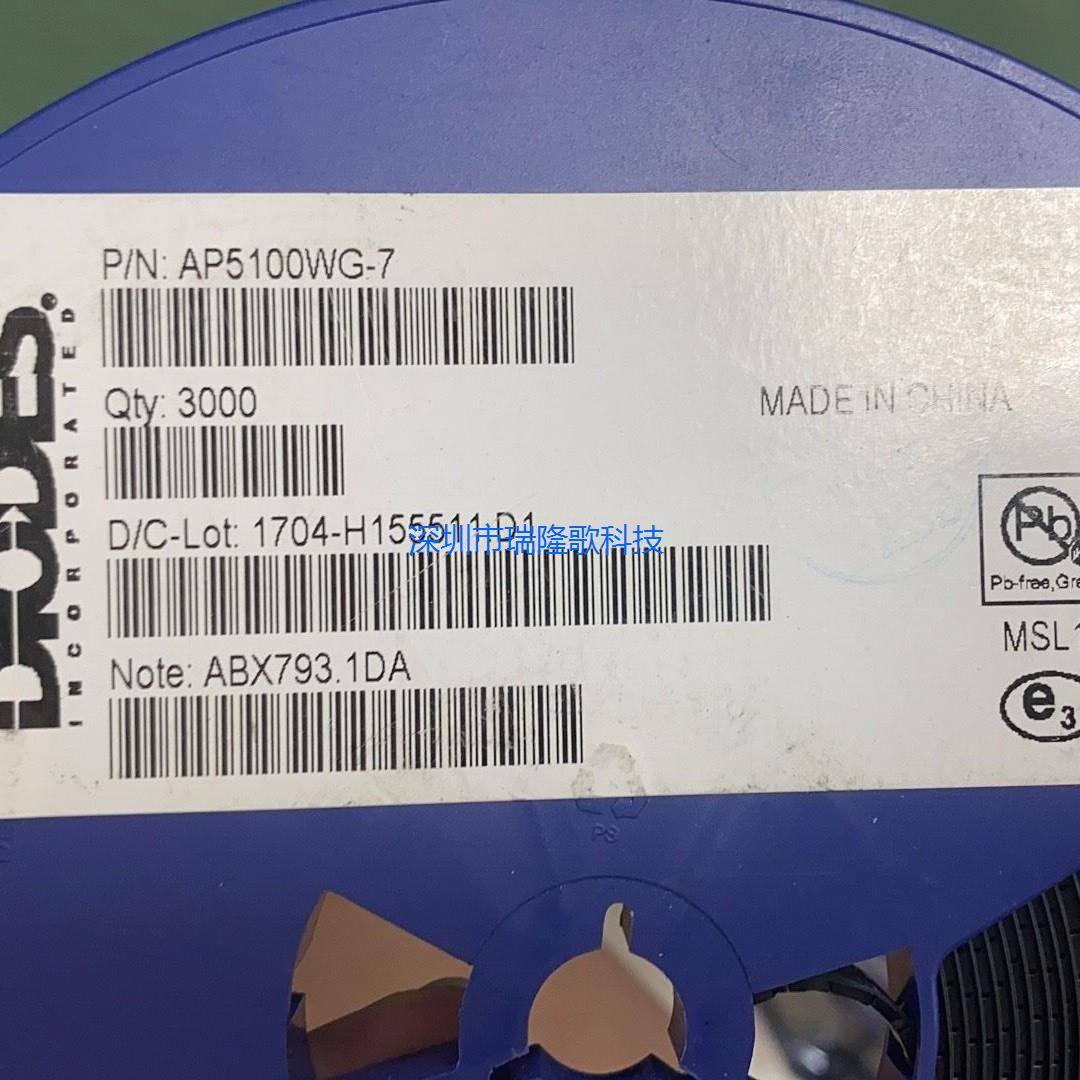 P/N: AP5100WG-7
Qty: 3000
MADE IN CHINA
D/C-Lot: 1704-H155511-D1
深圳市瑞隆歌科技
Pb
Pb-free,Gre
MSL1
Note: ABX793.1DA
e3
DIODES®
INCORPORATED
PS